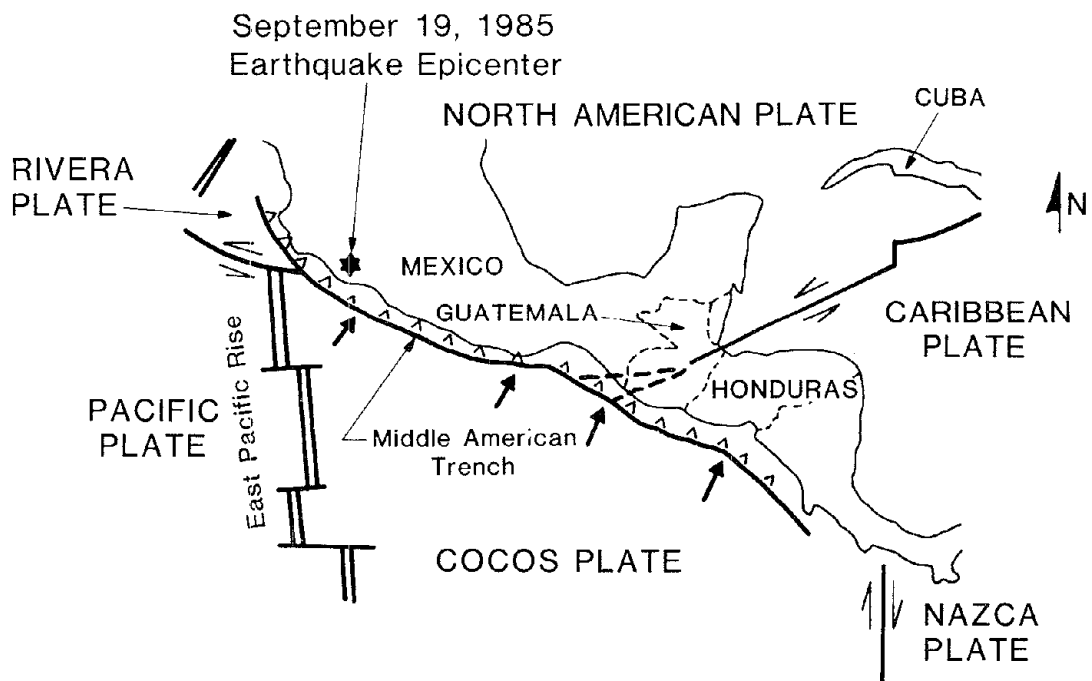 September 19, 1985
Earthquake Epicenter
NORTH AMERICAN PLATE
CUBA
RIVERA
PLATE
N
MEXICO
GUATEMALA
CARIBBEAN
PLATE
HONDURAS
PACIFIC
PLATE
East Pacific Rise
Middle American
Trench
COCOS PLATE
NAZCA
PLATE